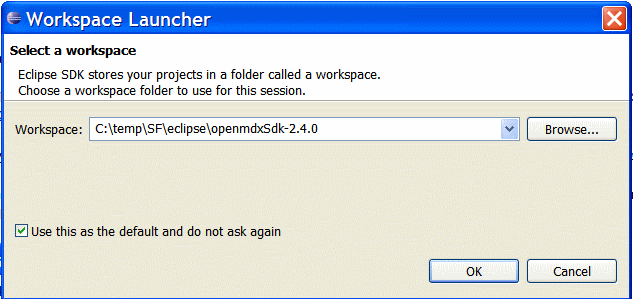 Workspace Launcher
Select a workspace
Eclipse SDK stores your projects in a folder called a workspace.
Choose a workspace folder to use for this session.
Workspace: C:\temp\SF\eclipse\openmdxSdk-2.4.0 Browse...
Use this as the default and do not ask again
OK Cancel